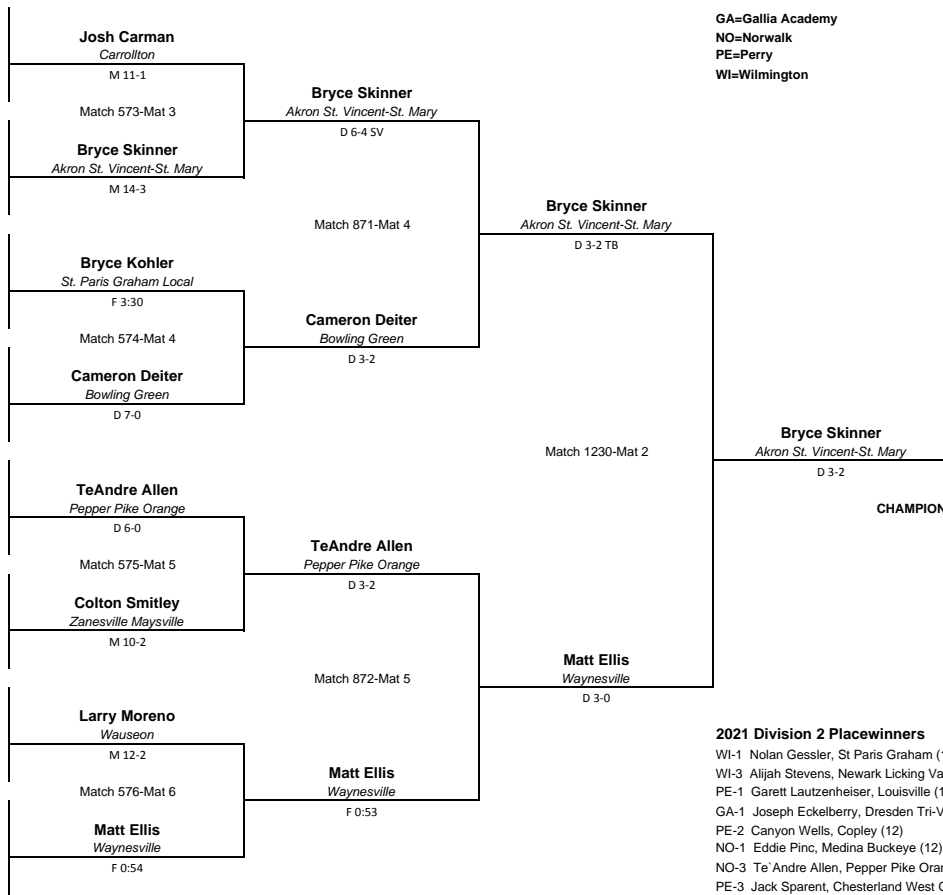 GA=Gallia Academy
NO=Norwalk
PE=Perry
WI=Wilmington
Josh Carman
Carrollton
M 11-1
Match 573-Mat 3
Bryce Skinner
Akron St. Vincent-St. Mary
M 14-3
Bryce Skinner
Akron St. Vincent-St. Mary
D 6-4 SV
Match 871-Mat 4
Bryce Kohler
St. Paris Graham Local
F 3:30
Match 574-Mat 4
Cameron Deiter
Bowling Green
D 7-0
Cameron Deiter
Bowling Green
D 3-2
Bryce Skinner
Akron St. Vincent-St. Mary
D 3-2 TB
Match 1230-Mat 2
Bryce Skinner
Akron St. Vincent-St. Mary
D 3-2
CHAMPION
TeAndre Allen
Pepper Pike Orange
D 6-0
Match 575-Mat 5
Colton Smitley
Zanesville Maysville
M 10-2
TeAndre Allen
Pepper Pike Orange
D 3-2
Match 872-Mat 5
Matt Ellis
Waynesville
D 3-0
Larry Moreno
Wauseon
M 12-2
Match 576-Mat 6
Matt Ellis
Waynesville
F 0:54
Matt Ellis
Waynesville
F 0:53
2021 Division 2 Placewinners
WI-1 Nolan Gessler, St Paris Graham (1
WI-3 Alijah Stevens, Newark Licking Va
PE-1 Garett Lautzenheiser, Louisville (1
GA-1 Joseph Eckelberry, Dresden Tri-V
PE-2 Canyon Wells, Copley (12)
NO-1 Eddie Pinc, Medina Buckeye (12)
NO-3 Te`Andre Allen, Pepper Pike Oran
PE-3 Jack Sparent, Chesterland West G